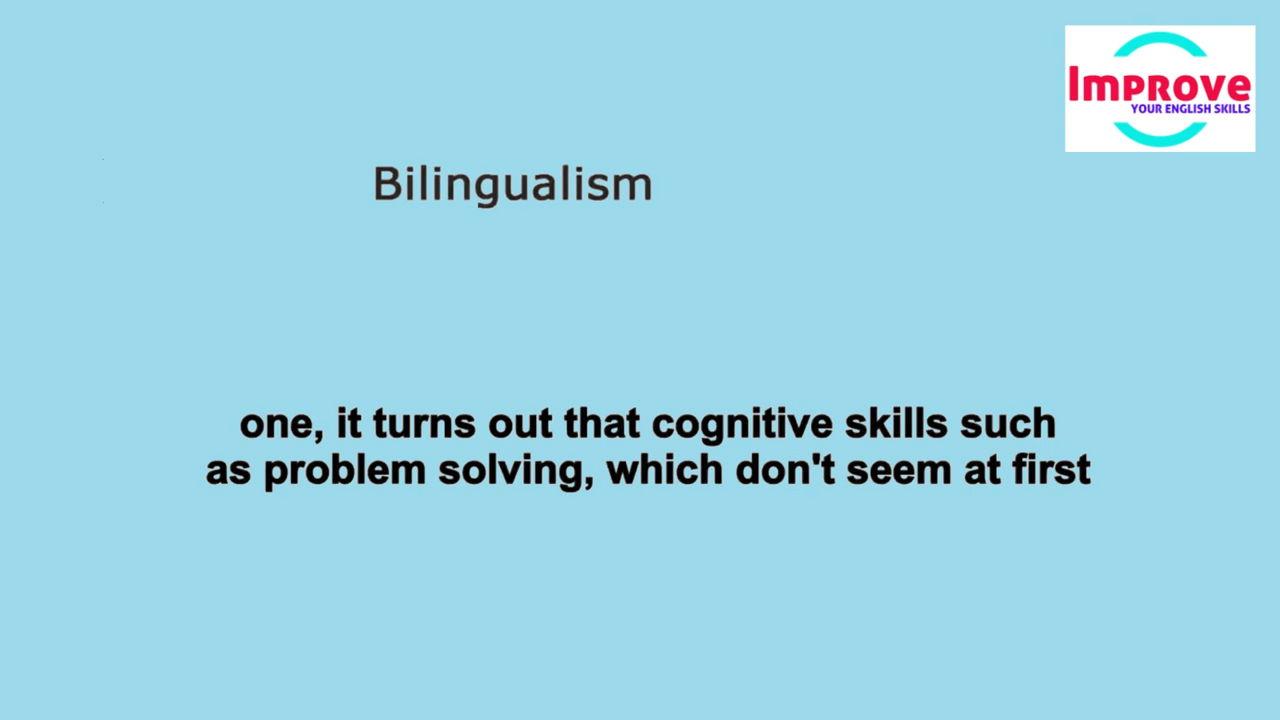 Improve
YOUR ENGLISH SKILLS
Bilingualism
one, it turns out that cognitive skills such
as problem solving, which don't seem at first